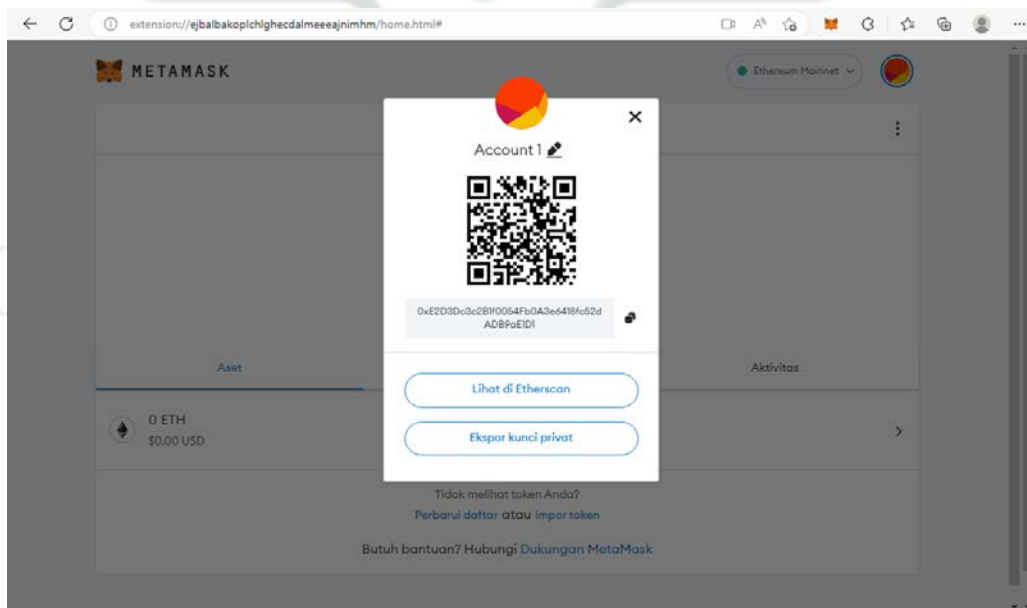 extension://ejbalbakoplchlghecdalmeeeajnimhm/home.html#
METAMASK
Ethereum Mainnet
Account 1
0xE2D3Dc3c2B1f0054Fb0A3e6418fc52d
ADB9aE1D1
Aset
Aktivitas
Lihat di Etherscan
0 ETH
$0.00 USD
Ekspor kunci privat
Tidak melihat token Anda?
Perbarui daftar atau impor token
Butuh bantuan? Hubungi Dukungan MetaMask